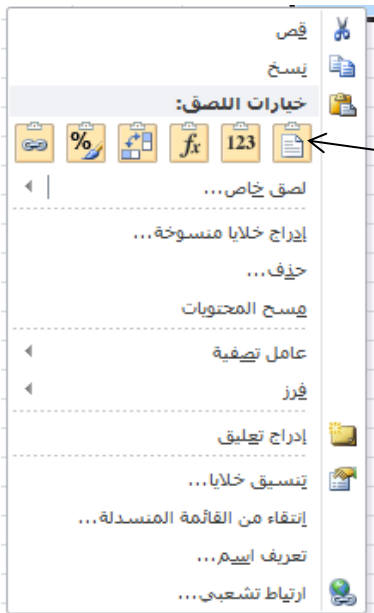 قص
نسخ
خيارات اللصق:
123 fx %
لصق خاص...
إدراج خلايا منسوخة...
حذف...
مسح المحتويات
عامل تصفية
فرز
إدراج تعليق
تنسيق خلايا...
إنتقاء من القائمة المنسدلة...
تعريف اسم...
ارتباط تشعبي...